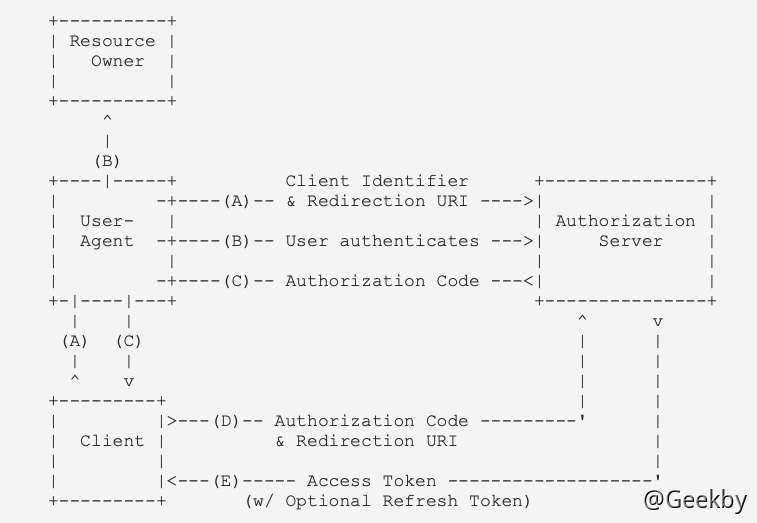 +----------+
| Resource |
|   Owner  |
|          |
+----------+
     ^
     |
    (B)
+----|-----+          Client Identifier      +---------------+
|         -+----(A)-- & Redirection URI ---->|               |
|  User-   |                                 | Authorization |
|  Agent  -+----(B)-- User authenticates --->|     Server    |
|          |                                 |               |
|         -+----(C)-- Authorization Code ---<|               |
+-|----|---+                                 +---------------+
  |    |                                         ^      v
 (A)  (C)                                        |      |
  |    |                                         |      |
  ^    v                                         |      |
+---------+                                      |      |
|         |>---(D)-- Authorization Code ---------'      |
|  Client |          & Redirection URI                  |
|         |                                             |
|         |<---(E)----- Access Token -------------------'
+---------+       (w/ Optional Refresh Token)
@Geekby